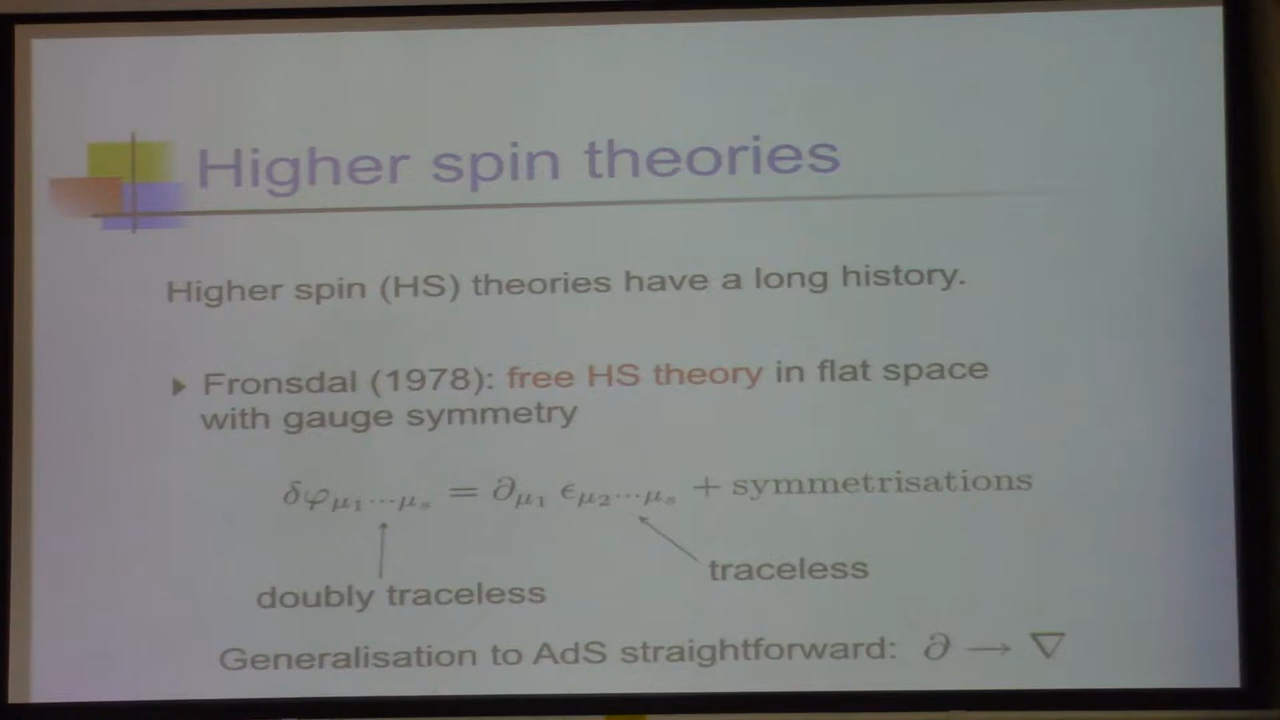 Higher spin theories
Higher spin (HS) theories have a long history.
▸ Fronsdal (1978): free HS theory in flat space
with gauge symmetry
δφ_{μ₁⋯μₛ} = ∂_{μ₁} ϵ_{μ₂⋯μₛ} + symmetrisations
traceless
doubly traceless
Generalisation to AdS straightforward: ∂ → ∇